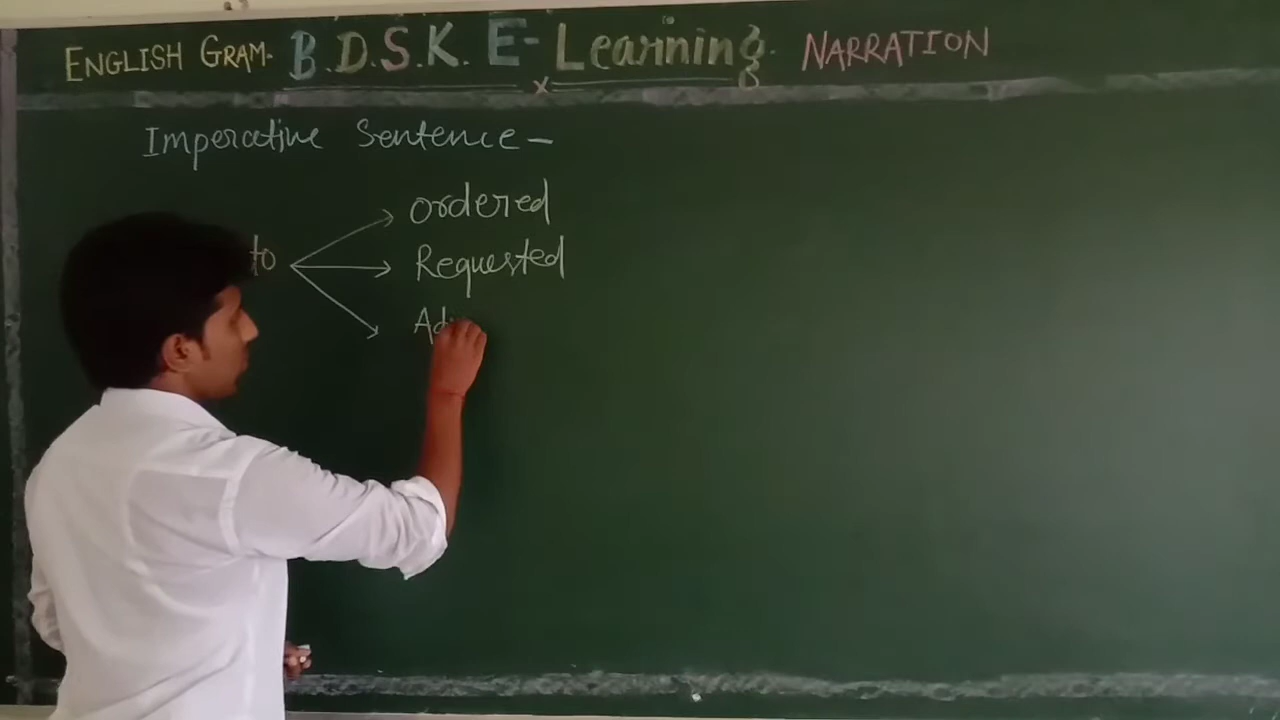 ENGLISH GRAM. B.D.S.K. E-Learning. NARRATION
Imperative Sentence -
ordered
to
Requested